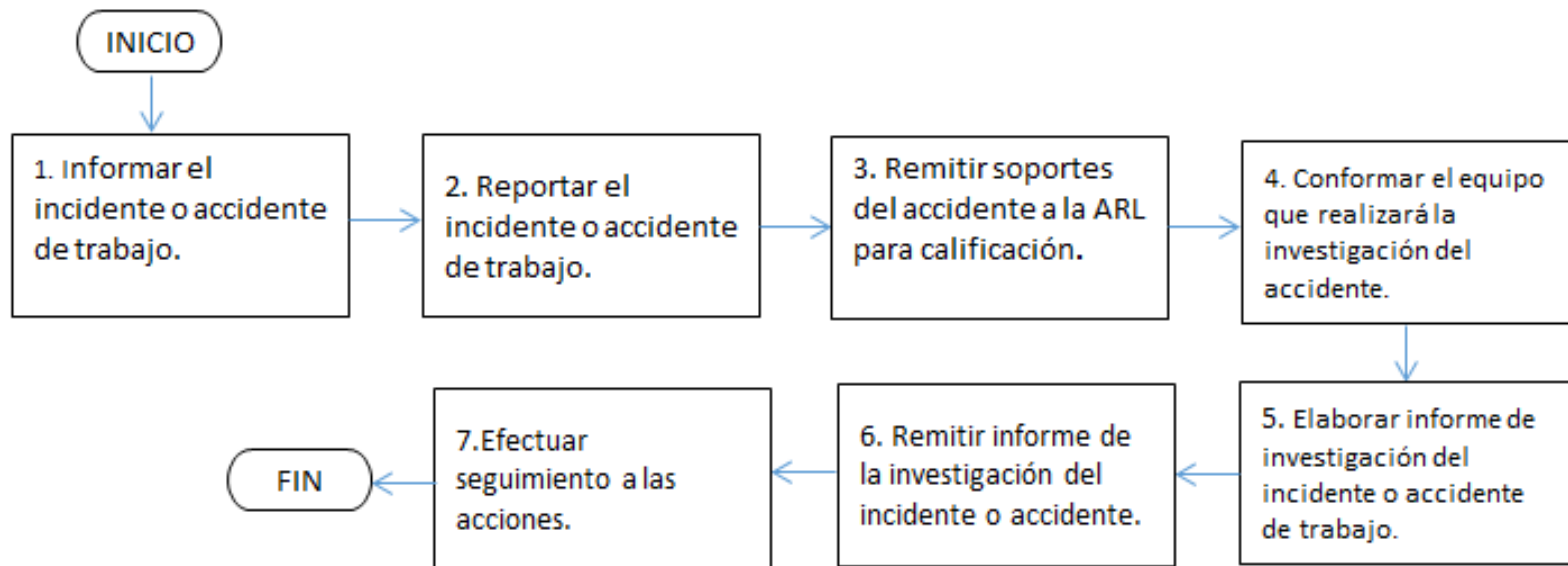 INICIO
1. Informar el
incidente o accidente
de trabajo.
2. Reportar el
incidente o accidente
de trabajo.
3. Remitir soportes
del accidente a la ARL
para calificación.
4. Conformar el equipo
que realizará la
investigación del
accidente.
5. Elaborar informe de
investigación del
incidente o accidente
de trabajo.
6. Remitir informe de
la investigación del
incidente o accidente.
7.Efectuar
seguimiento a las
acciones.
FIN